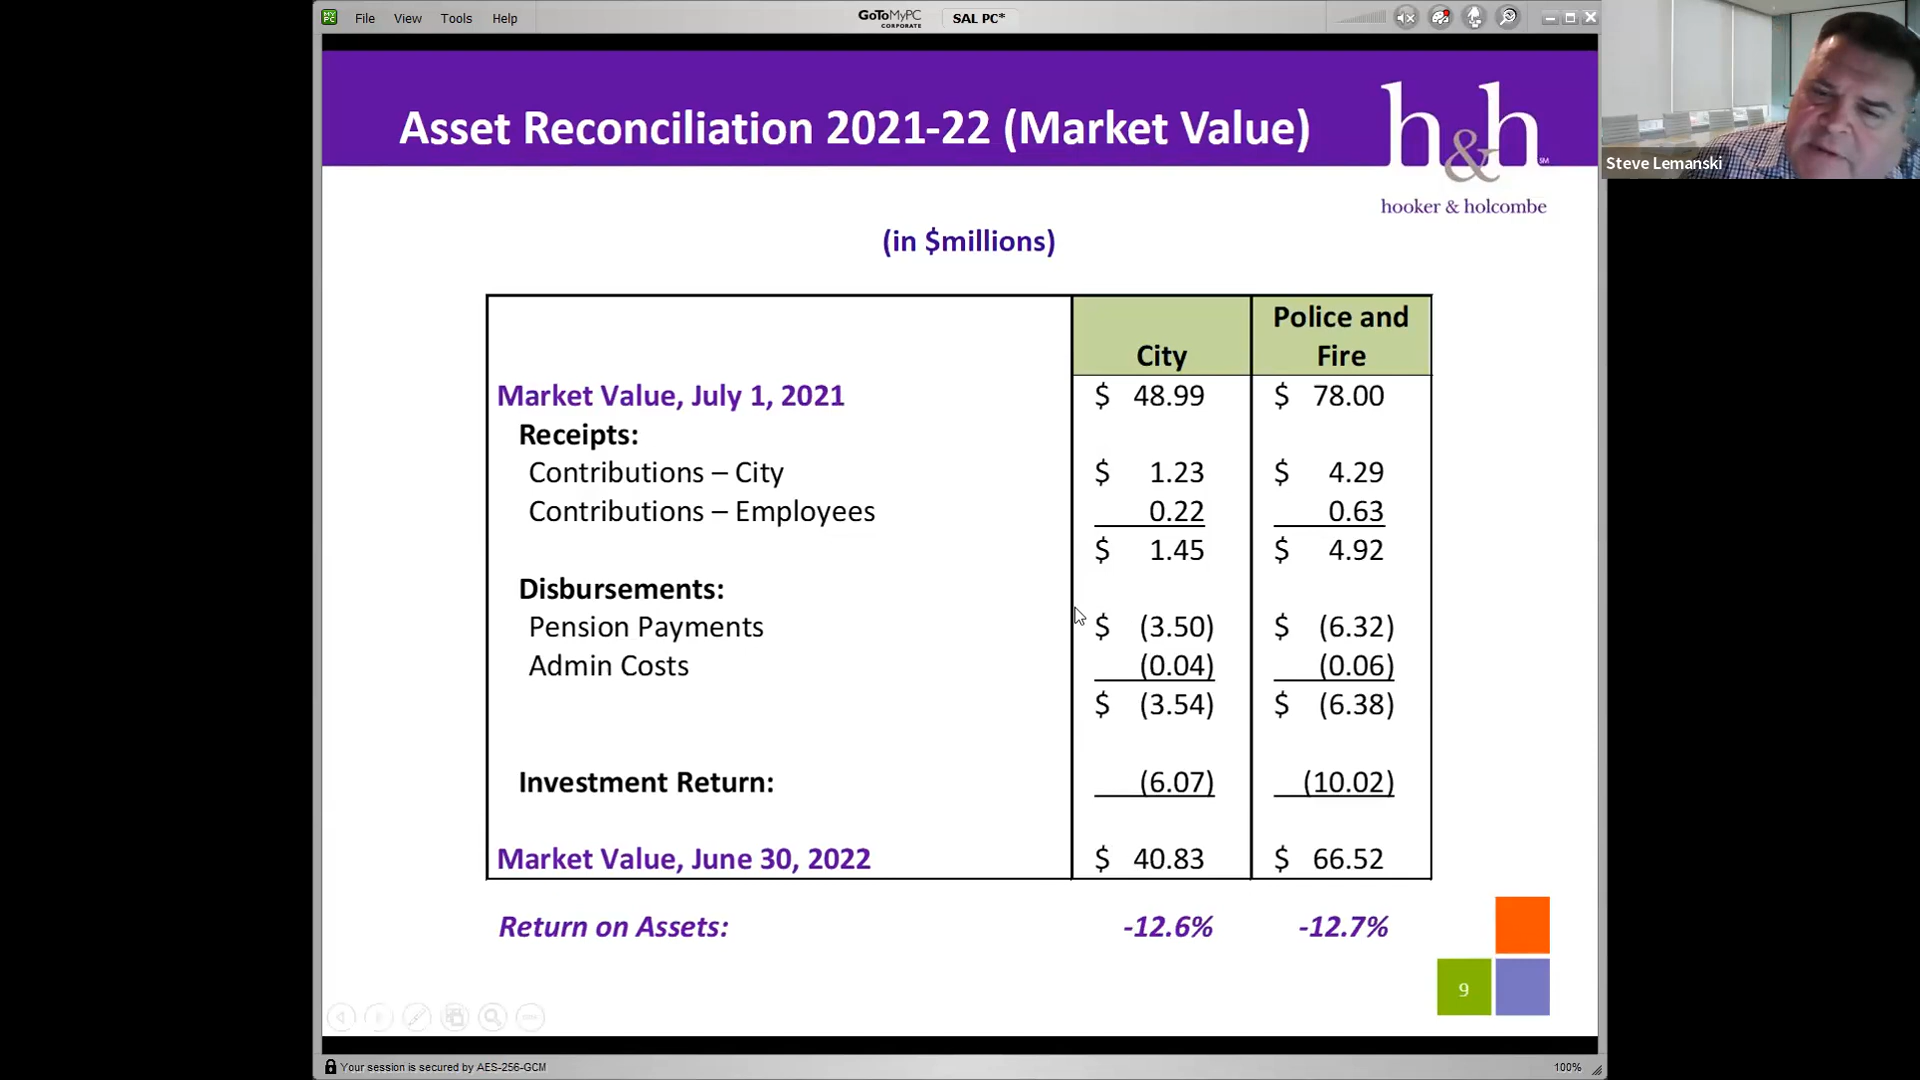 File View Tools Help
GoToMyPC
CORPORATE
SAL PC*
Asset Reconciliation 2021-22 (Market Value)
h&h
SM
hooker & holcombe
Steve Lemanski
(in $millions)
City
Police and
Fire
Market Value, July 1, 2021 $ 48.99 $ 78.00
Receipts:
Contributions – City $ 1.23 $ 4.29
Contributions – Employees 0.22 0.63
$ 1.45 $ 4.92
Disbursements:
Pension Payments $ (3.50) $ (6.32)
Admin Costs (0.04) (0.06)
$ (3.54) $ (6.38)
Investment Return: (6.07) (10.02)
Market Value, June 30, 2022 $ 40.83 $ 66.52
Return on Assets: -12.6% -12.7%
9
Your session is secured by AES-256-GCM
100%